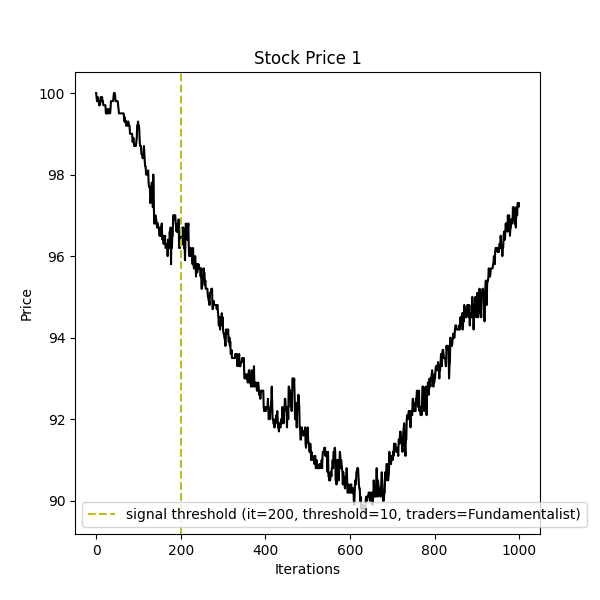 Stock Price 1
100
98
96
94
92
90
Price
signal threshold (it=200, threshold=10, traders=Fundamentalist)
0 200 400 600 800 1000
Iterations